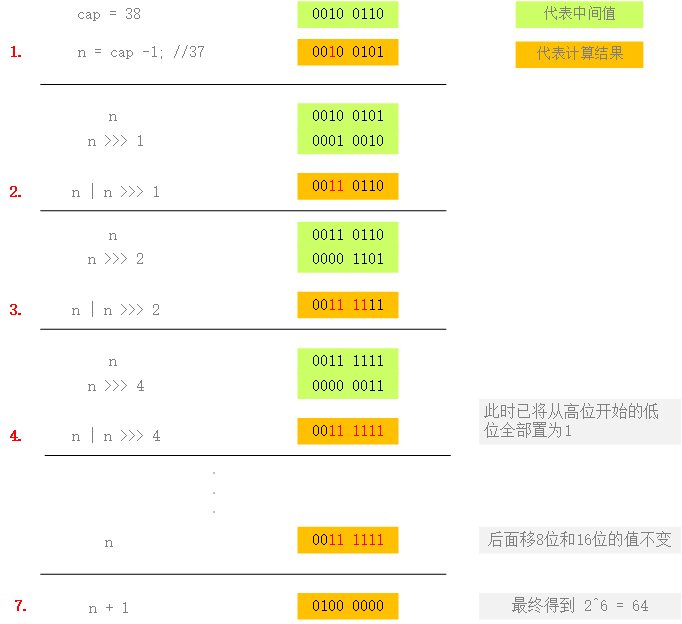 cap = 38 0010 0110 代表中间值
1. n = cap -1; //37 0010 0101 代表计算结果
n 0010 0101
n >>> 1 0001 0010
2. n | n >>> 1 0011 0110
n 0011 0110
n >>> 2 0000 1101
3. n | n >>> 2 0011 1111
n 0011 1111
n >>> 4 0000 0011
此时已将从高位开始的低
位全部置为1
4. n | n >>> 4 0011 1111
.
.
.
n 0011 1111 后面移8位和16位的值不变
7. n + 1 0100 0000 最终得到 2^6 = 64